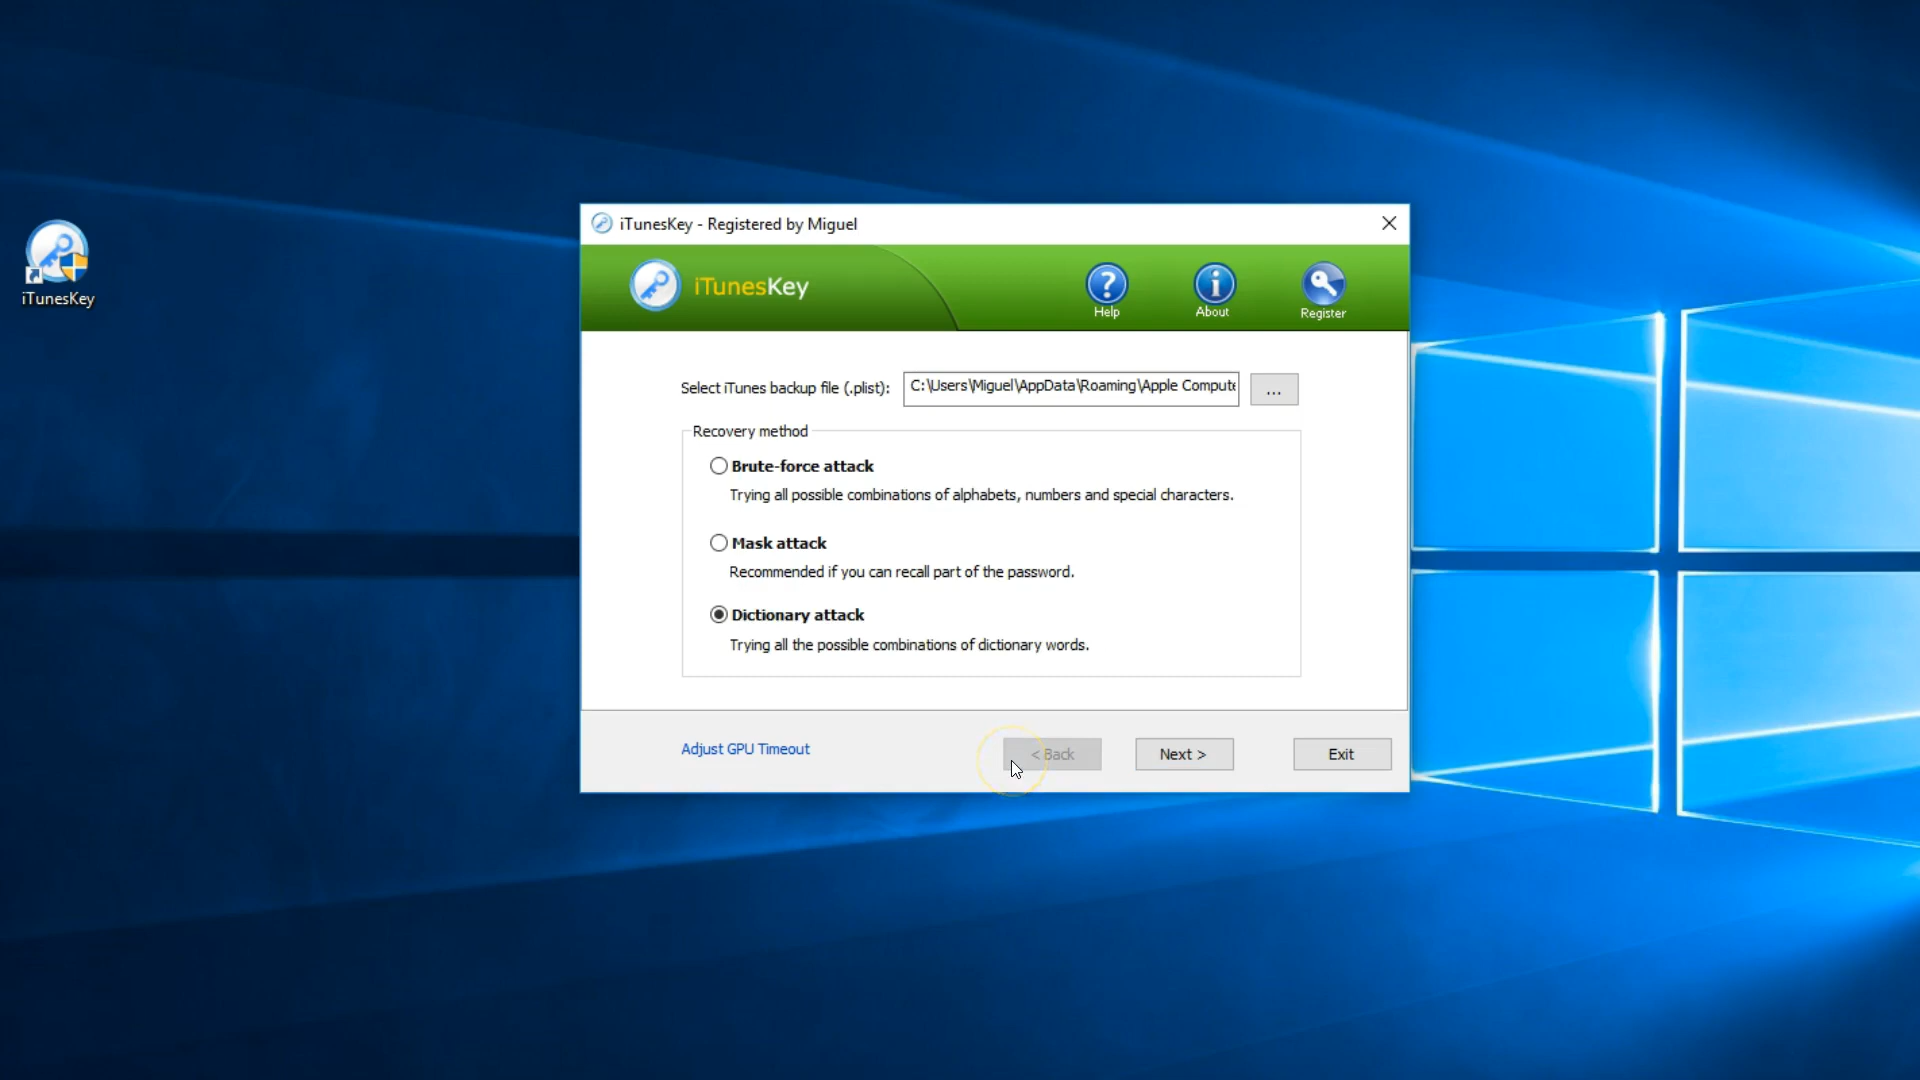 iTunesKey
iTunesKey - Registered by Miguel
iTunesKey
Help
About
Register
Select iTunes backup file (.plist):
C:\Users\Miguel\AppData\Roaming\Apple Compute
...
Recovery method
Brute-force attack
Trying all possible combinations of alphabets, numbers and special characters.
Mask attack
Recommended if you can recall part of the password.
Dictionary attack
Trying all the possible combinations of dictionary words.
Adjust GPU Timeout
< Back
Next >
Exit